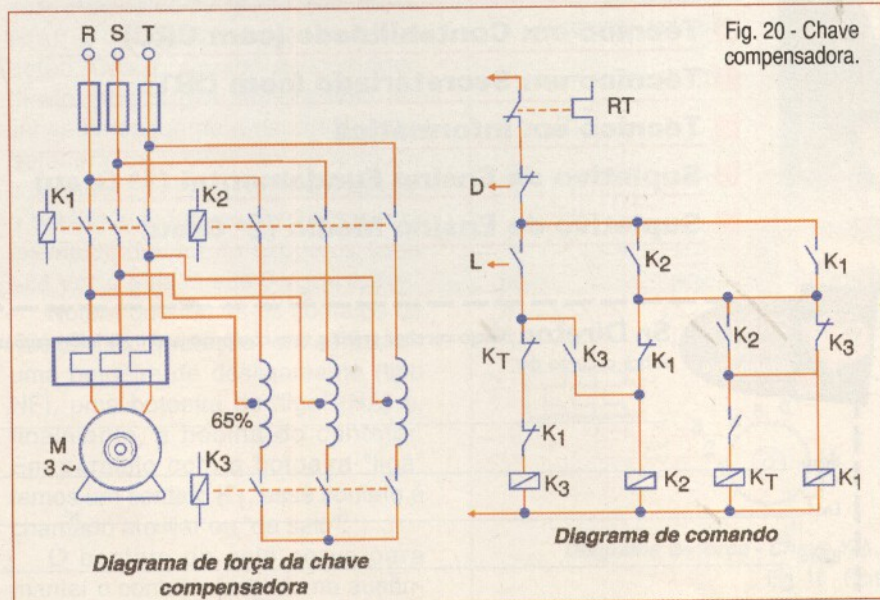 Fig. 20 - Chave
compensadora.
R S T
K1
K2
65%
M
3 ~
K3
Diagrama de força da chave
compensadora
RT
D
L
K2
K1
KT
K3
K1
K2
K3
K1
K3
K2
KT
K1
Diagrama de comando